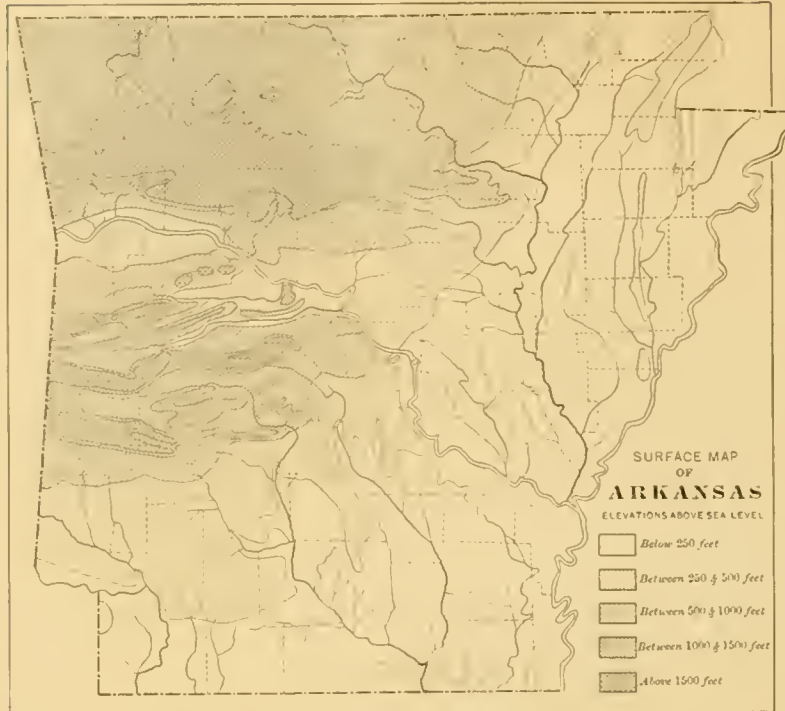 SURFACE MAP
OF
ARKANSAS
ELEVATIONS ABOVE SEA LEVEL
Below 250 feet
Between 250 & 500 feet
Between 500 & 1000 feet
Between 1000 & 1500 feet
Above 1500 feet